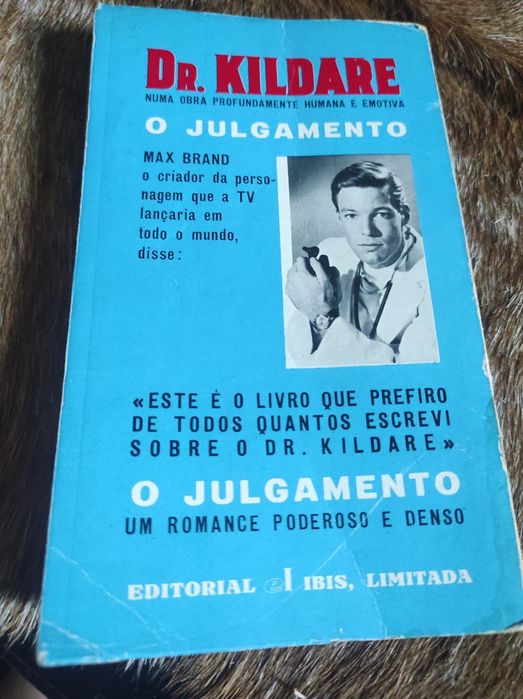 DR. KILDARE
NUMA OBRA PROFUNDAMENTE HUMANA E EMOTIVA
O JULGAMENTO
MAX BRAND
o criador da perso-
nagem que a TV
lançaria em
todo o mundo,
disse:
«ESTE É O LIVRO QUE PREFIRO
DE TODOS QUANTOS ESCREVI
SOBRE O DR. KILDARE»
O JULGAMENTO
UM ROMANCE PODEROSO E DENSO
EDITORIAL eI IBIS, LIMITADA